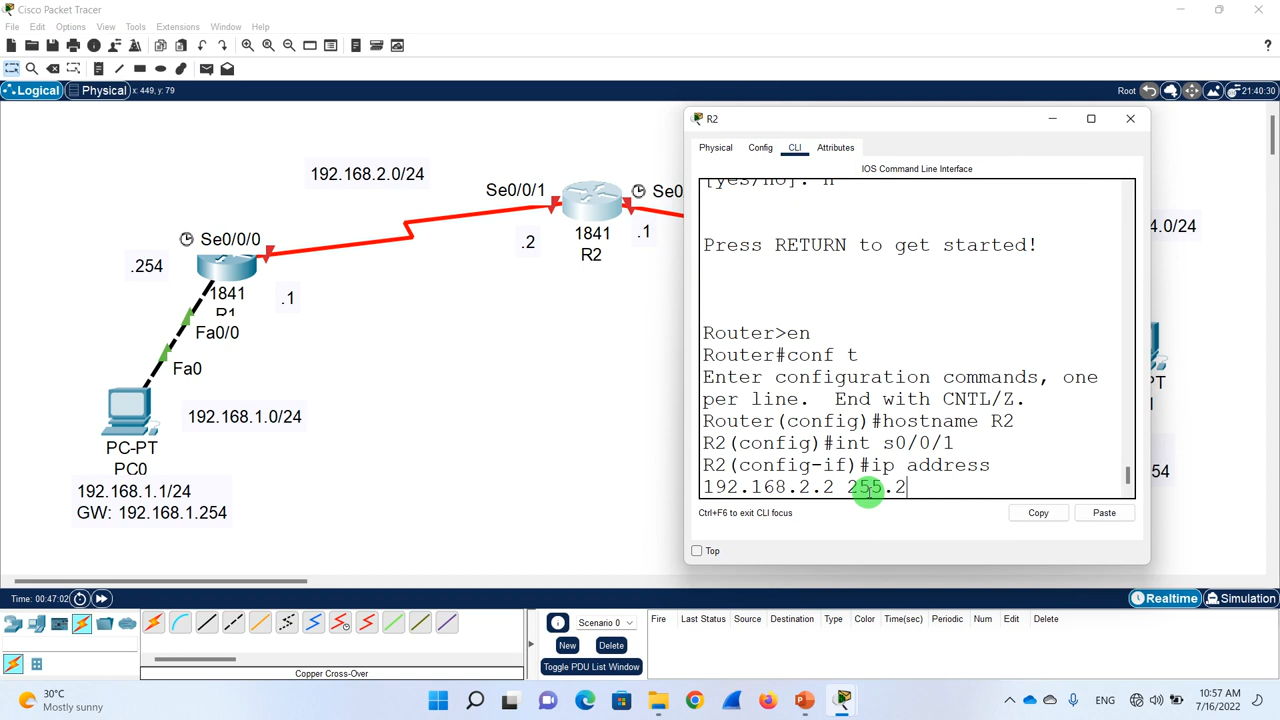 Cisco Packet Tracer
File Edit Options View Tools Extensions Window Help
?
Logical Physical x: 449, y: 79
Root 21:40:30
192.168.2.0/24
Se0/0/1
Se0
4.0/24
.2
.1
1841
R2
Se0/0/0
.254
1841
R1
.1
Fa0/0
Fa0
192.168.1.0/24
PC-PT
PC0
192.168.1.1/24
GW: 192.168.1.254
PT
54
R2
Physical Config CLI Attributes
IOS Command Line Interface
[yes/no]: n
Press RETURN to get started!
Router>en
Router#conf t
Enter configuration commands, one
per line. End with CNTL/Z.
Router(config)#hostname R2
R2(config)#int s0/0/1
R2(config-if)#ip address
192.168.2.2 255.2
Ctrl+F6 to exit CLI focus
Copy Paste
Top
Time: 00:47:02
Realtime Simulation
Scenario 0
New Delete
Toggle PDU List Window
Fire Last Status Source Destination Type Color Time(sec) Periodic Num Edit Delete
Copper Cross-Over
30°C
Mostly sunny
ENG
10:57 AM
7/16/2022